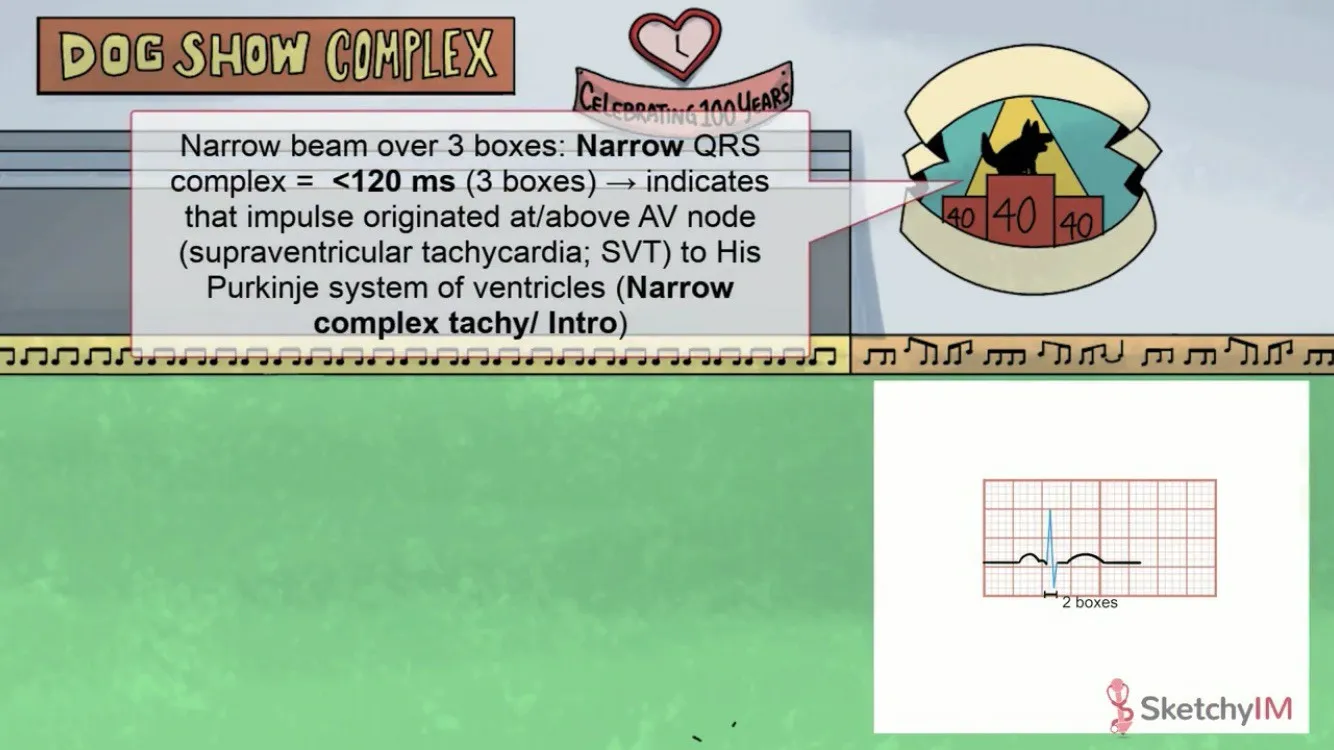 DOG SHOW COMPLEX
CELEBRATING 100 YEARS
Narrow beam over 3 boxes: Narrow QRS
complex = <120 ms (3 boxes) → indicates
that impulse originated at/above AV node
(supraventricular tachycardia; SVT) to His
Purkinje system of ventricles (Narrow
complex tachy/ Intro)
40 40 40
2 boxes
SketchyIM